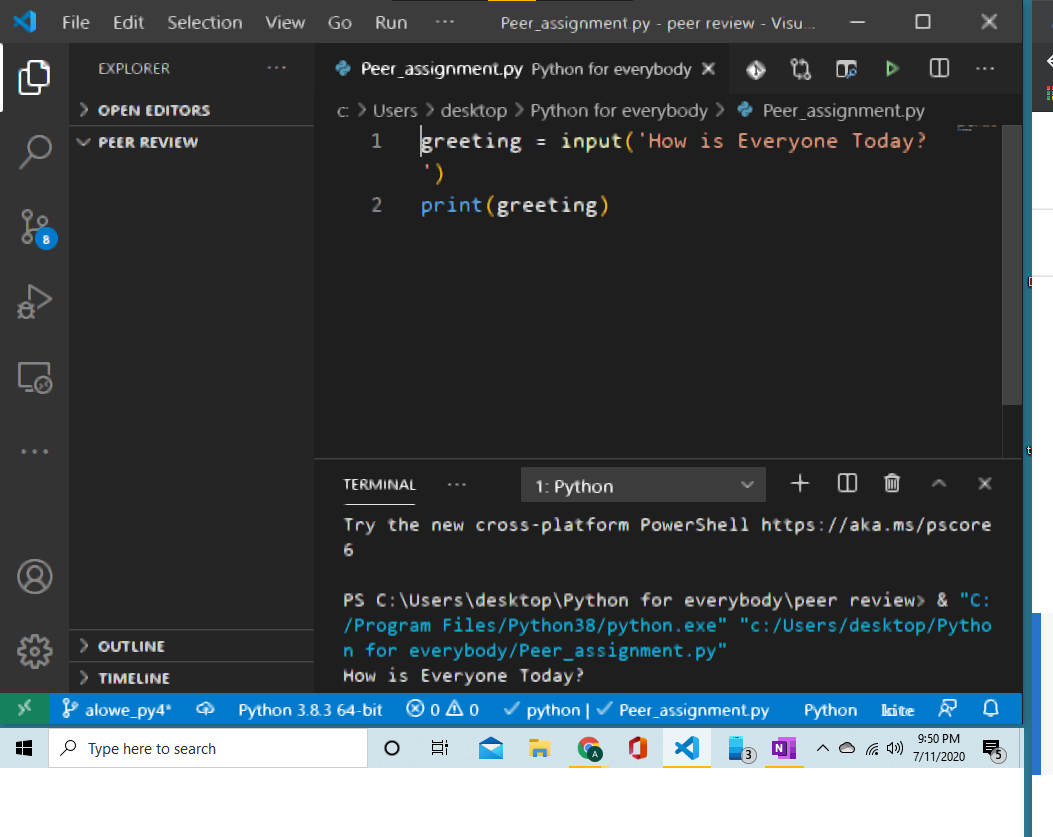 File Edit Selection View Go Run ··· Peer_assignment.py - peer review - Visu...
EXPLORER ···
Peer_assignment.py Python for everybody
OPEN EDITORS
c: > Users > desktop > Python for everybody > Peer_assignment.py
PEER REVIEW
1 greeting = input('How is Everyone Today?
')
2 print(greeting)
8
TERMINAL ··· 1: Python
Try the new cross-platform PowerShell https://aka.ms/pscore
6
PS C:\Users\desktop\Python for everybody\peer review> & "C:
/Program Files/Python38/python.exe" "c:/Users/desktop/Pytho
n for everybody/Peer_assignment.py"
How is Everyone Today?
OUTLINE
TIMELINE
alowe_py4* Python 3.8.3 64-bit 0 0 python | Peer_assignment.py Python kite
Type here to search
A
3
N
9:50 PM
7/11/2020
5